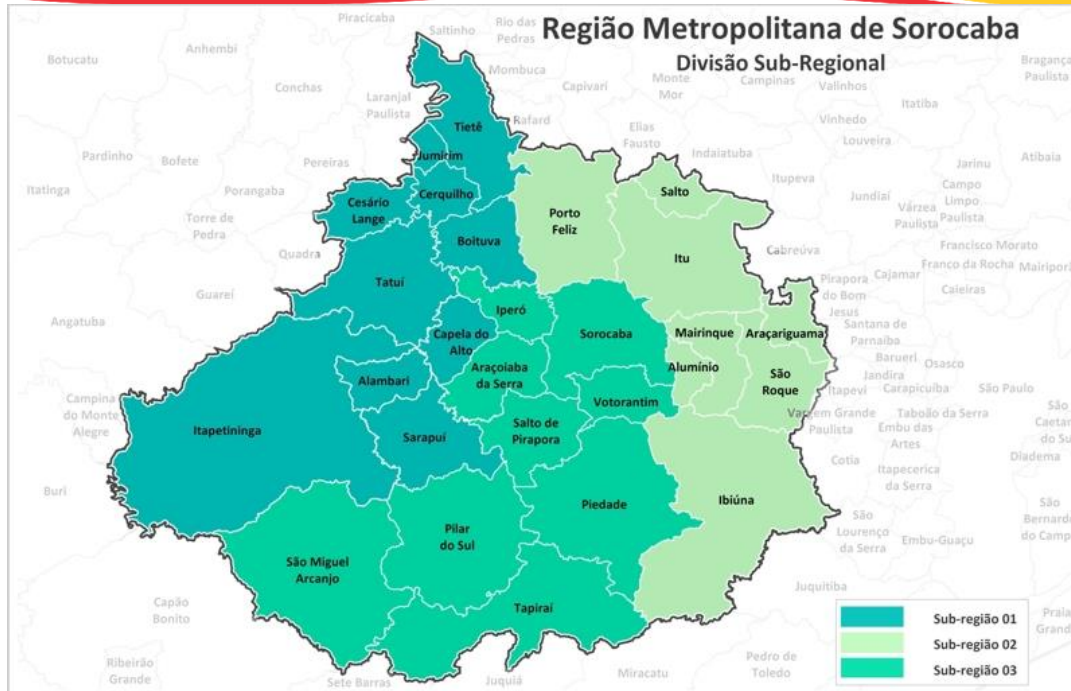 Região Metropolitana de Sorocaba
Divisão Sub-Regional
Piracicaba
Saltinho
Rio das
Pedras
Anhembi
Botucatu
Mombuca
Conchas
Capivari
Monte
Mor
Campinas
Valinhos
Bragança
Paulista
Laranjal
Paulista
Itatiba
Rafard
Tietê
Elias
Fausto
Vinhedo
Louveira
Pardinho
Bofete
Pereiras
Jumirim
Indaiatuba
Jarinu
Atibaia
Itatinga
Porangaba
Cerquilho
Salto
Itupeva
Jundiaí
Campo
Limpo
Paulista
Cesário
Lange
Torre de
Pedra
Porto
Feliz
Várzea
Paulista
Boituva
Quadra
Itu
Cabreúva
Francisco Morato
Franco da Rocha
Mairiporã
Tatuí
Pirapora
do Bom
Jesus
Cajamar
Caieiras
Guareí
Iperó
Angatuba
Capela do
Alto
Sorocaba
Mairinque
Araçariguama
Santana de
Parnaíba
Araçoiaba
da Serra
Alumínio
São
Roque
Barueri
Osasco
Jandira
Alambari
Itapevi
Carapicuíba
São Paulo
Campina
do Monte
Alegre
Votorantim
Vargem Grande
Paulista
Taboão da Serra
São
Caetan
do Su
Itapetininga
Sarapuí
Salto de
Pirapora
Embu das
Artes
Diadema
Cotia
Itapecerica
da Serra
Buri
Ibiúna
Piedade
São
Bernarde
do Camp
Pilar
do Sul
São
Lourenço
da Serra
Embu-Guaçu
São Miguel
Arcanjo
Juquitiba
Capão
Bonito
Tapiraí
Praia
Grand
Sub-região 01
Sub-região 02
Sub-região 03
Ribeirão
Grande
Sete Barras
Juquiá
Miracatu
Pedro de
Toledo